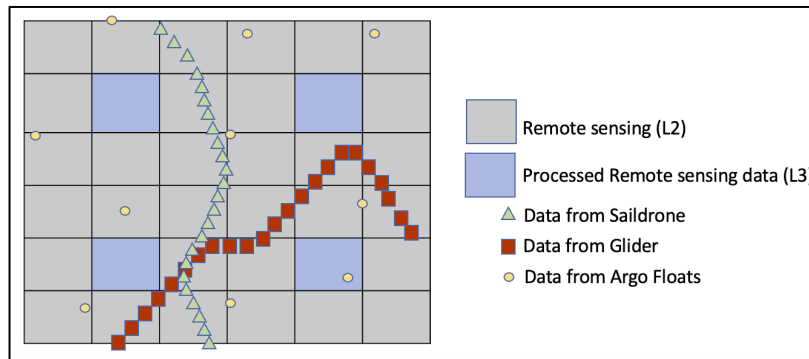 Remote sensing (L2)
Processed Remote sensing data (L3)
Data from Saildrone
Data from Glider
Data from Argo Floats